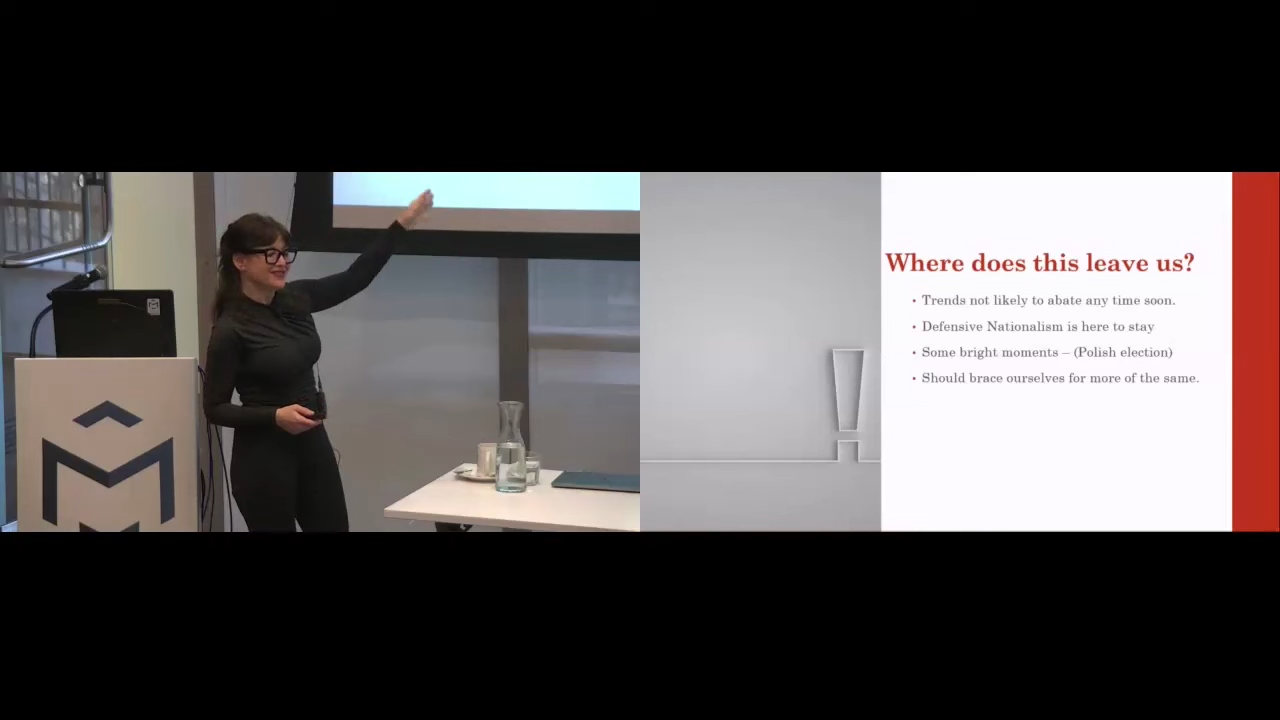 Where does this leave us?
• Trends not likely to abate any time soon.
• Defensive Nationalism is here to stay
• Some bright moments – (Polish election)
• Should brace ourselves for more of the same.